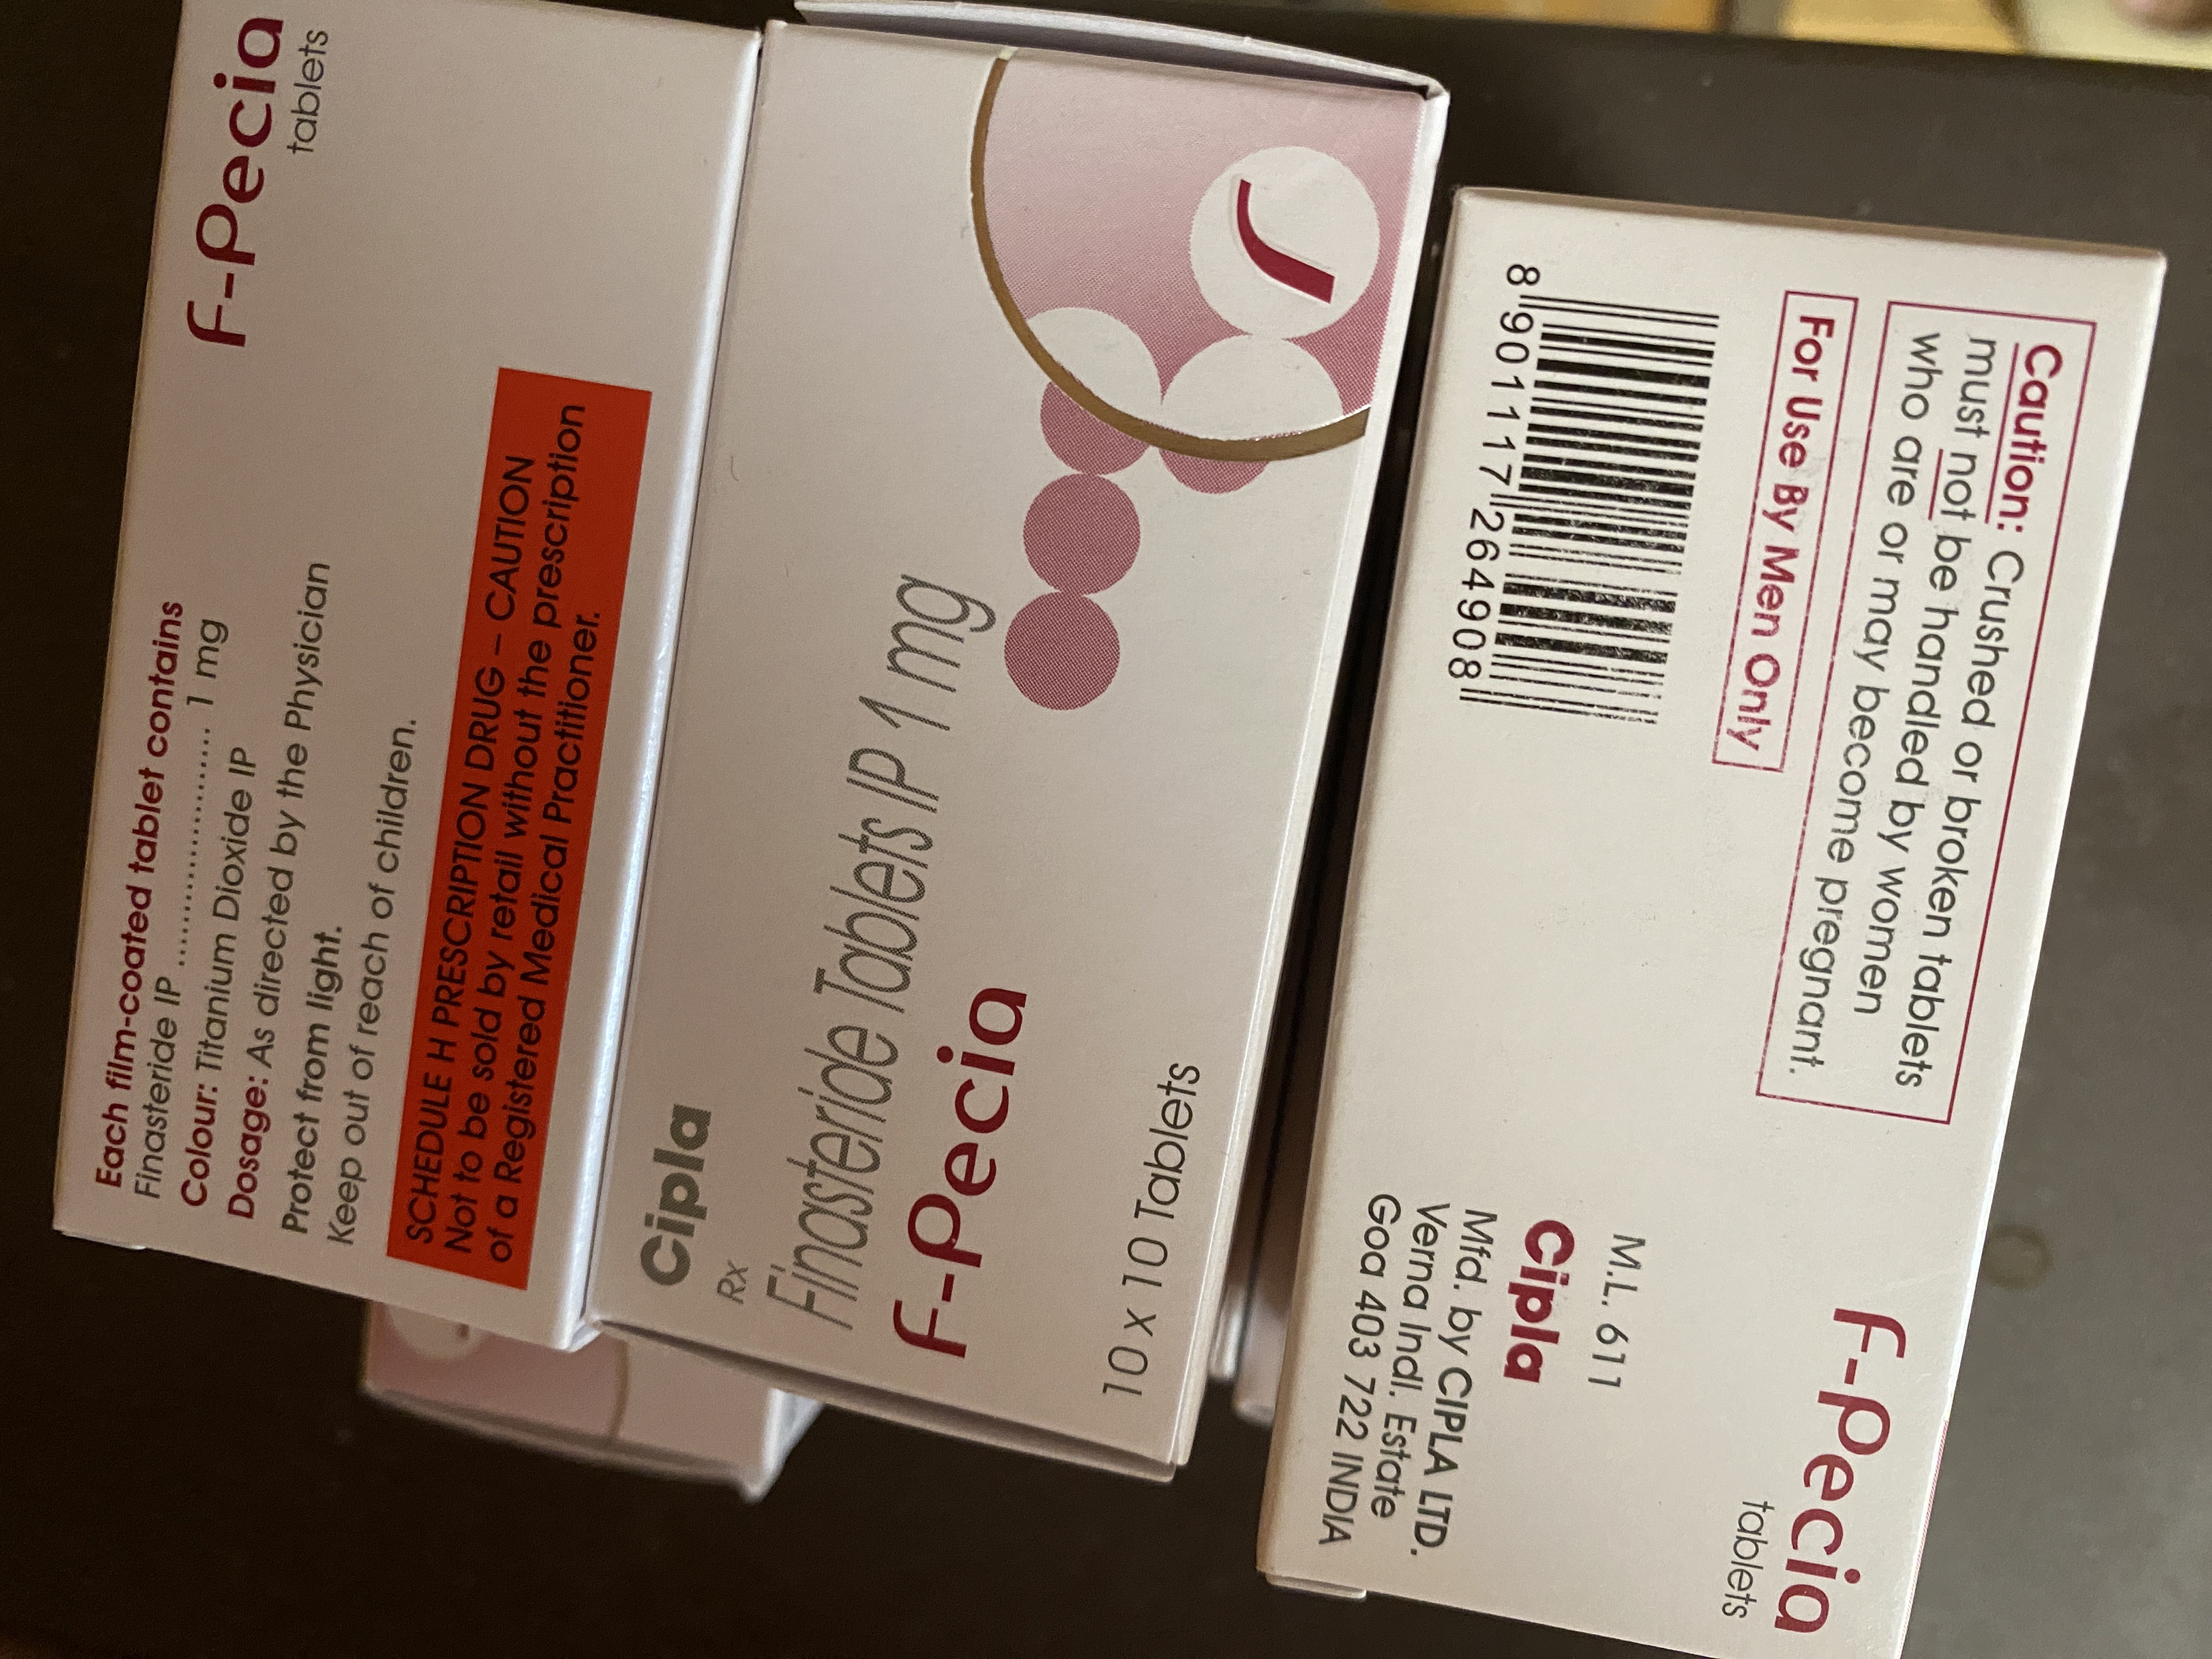 F-Pecia
tablets
Each film-coated tablet contains
Finasteride IP ........................ 1 mg
Colour: Titanium Dioxide IP
Dosage: As directed by the Physician
Protect from light.
Keep out of reach of children.
SCHEDULE H PRESCRIPTION DRUG – CAUTION
Not to be sold by retail without the prescription
of a Registered Medical Practitioner.
Cipla
Rx
Finasteride Tablets IP 1 mg
F-Pecia
10 x 10 Tablets
F-Pecia
tablets
Caution: Crushed or broken tablets
must not be handled by women
who are or may become pregnant.
For Use By Men Only
8 901117 264908
M.L. 611
Cipla
Mfd. by CIPLA LTD.
Verna Indl. Estate
Goa 403 722 INDIA